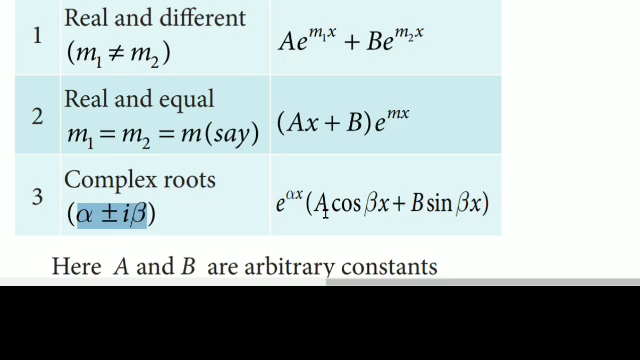 1 Real and different (m₁ ≠ m₂) Ae^{m₁x} + Be^{m₂x}
2 Real and equal m₁ = m₂ = m(say) (Ax + B)e^{mx}
3 Complex roots (α ± iβ) e^{αx}(A cos βx + B sin βx)
Here A and B are arbitrary constants